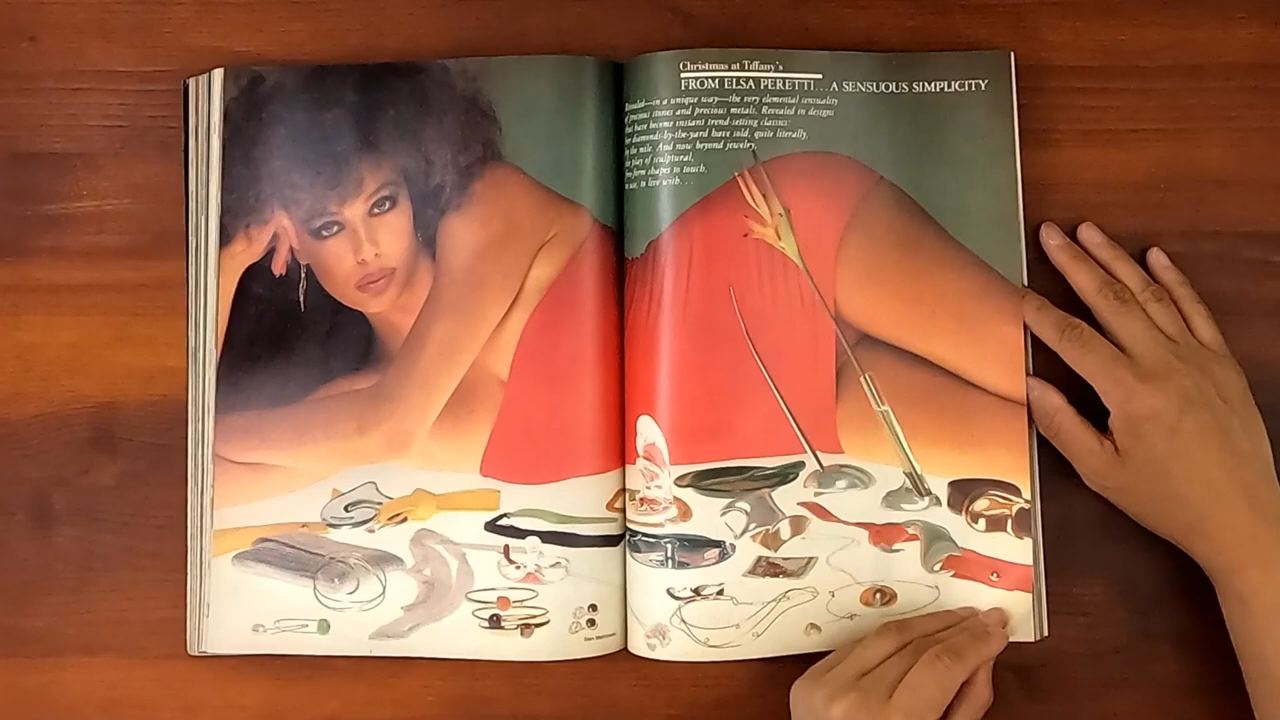 Christmas at Tiffany's
FROM ELSA PERETTI...A SENSUOUS SIMPLICITY
Revealed—in a unique way—the very elemental sensuality
of precious stones and precious metals. Revealed in designs
that have become instant trend-setting classics:
her diamonds-by-the-yard have sold, quite literally,
by the mile. And now beyond jewelry,
play of sculptural,
free-form shapes to touch,
to use, to live with...